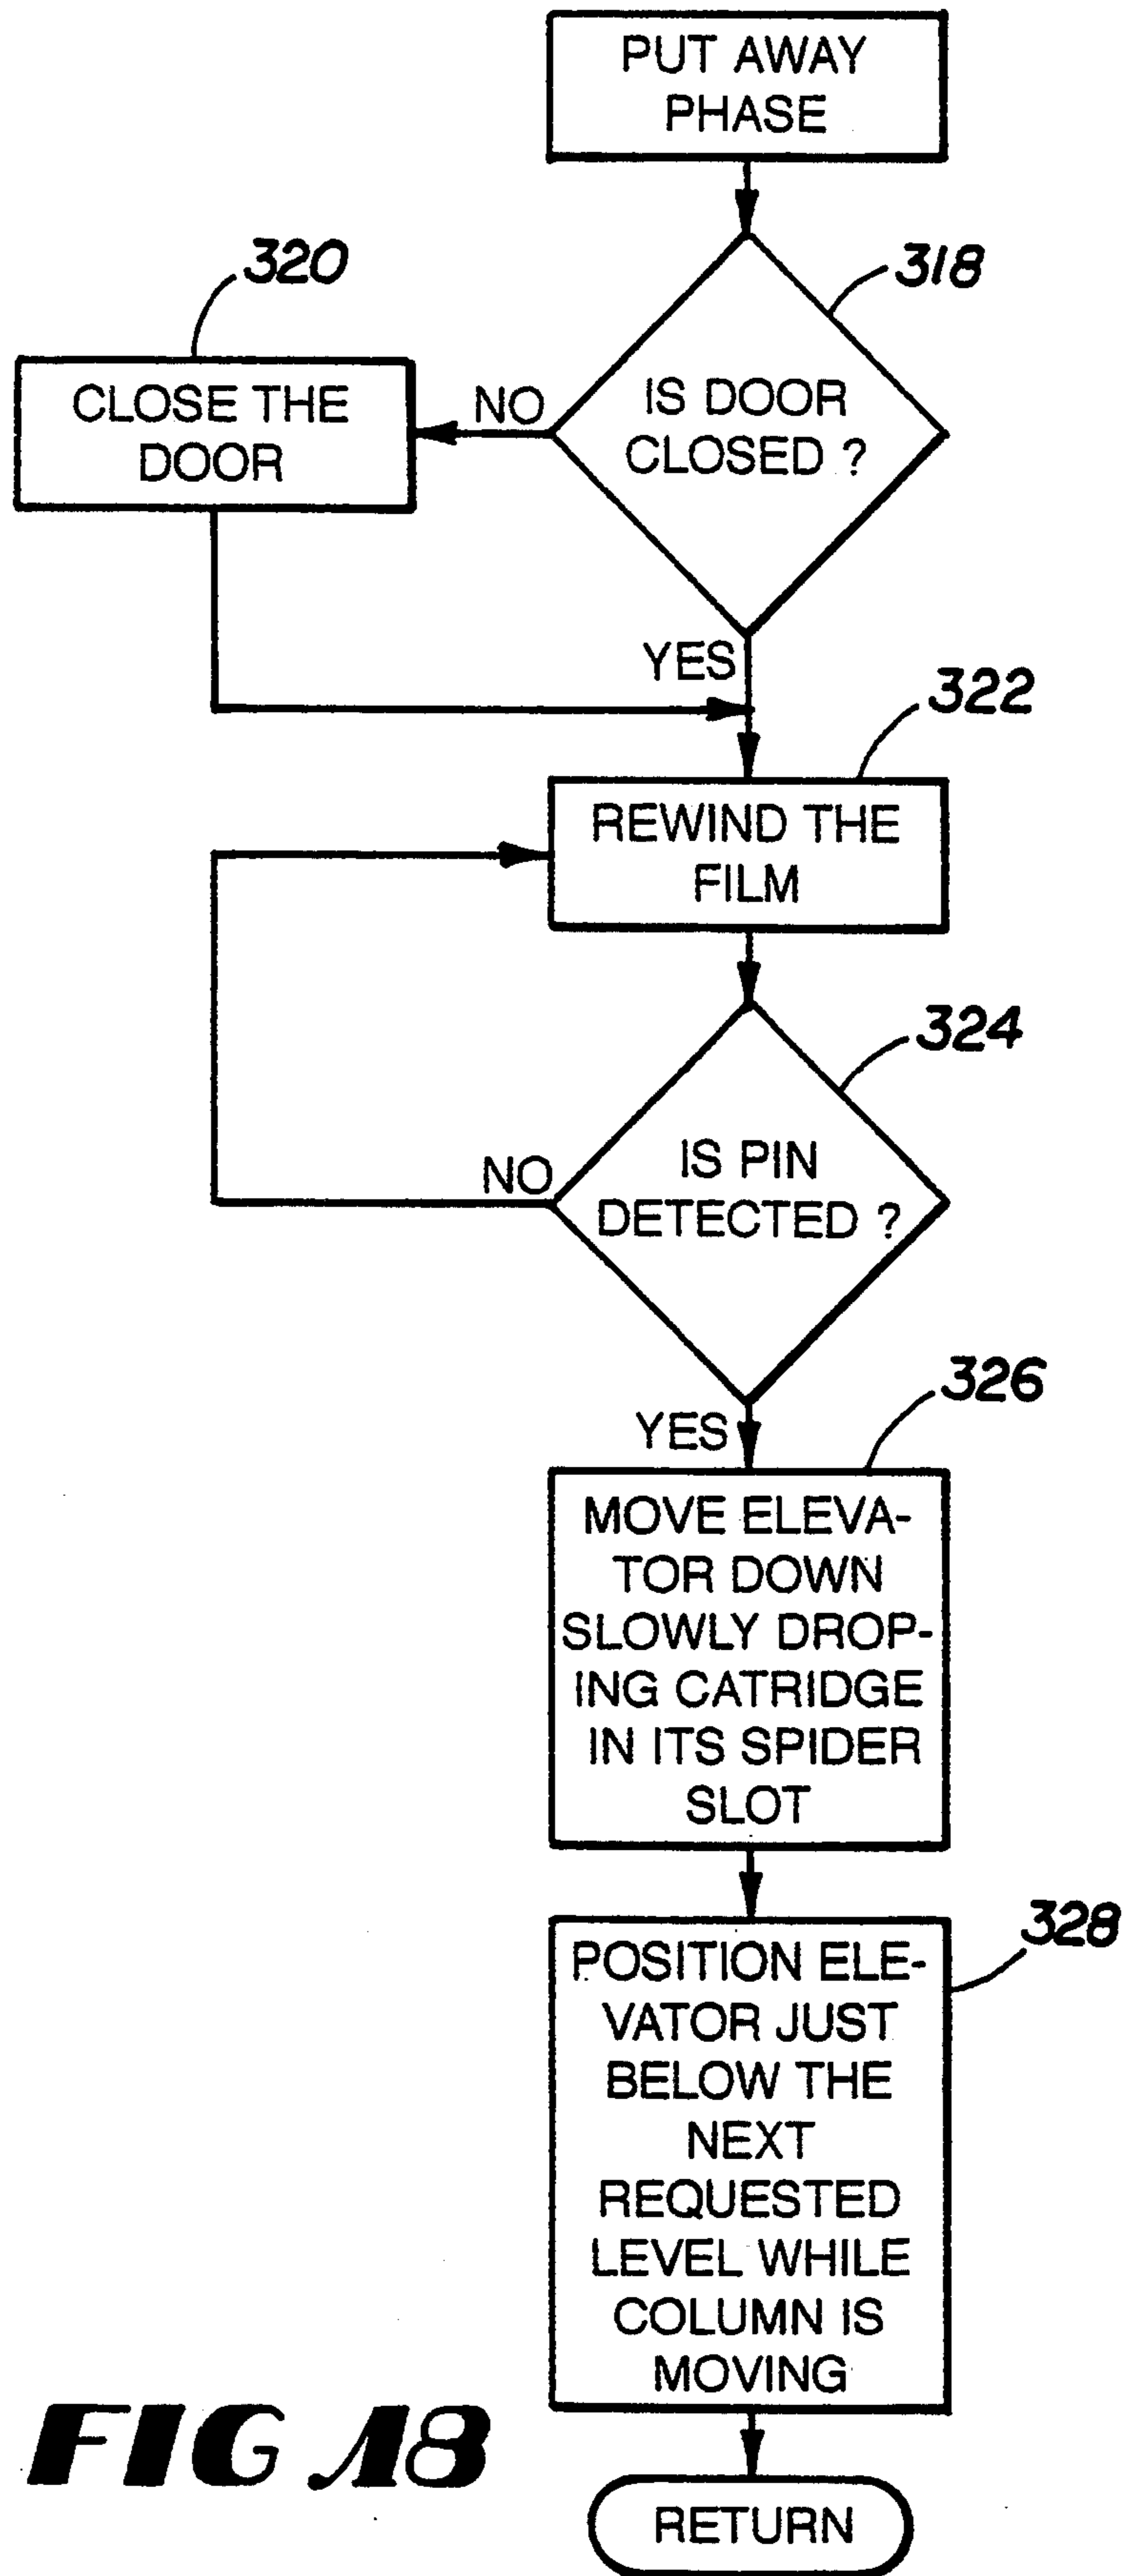 PUT AWAY
PHASE
318
IS DOOR
CLOSED ?
NO
320
CLOSE THE
DOOR
YES
322
REWIND THE
FILM
324
IS PIN
DETECTED ?
NO
YES
326
MOVE ELEVA-
TOR DOWN
SLOWLY DROP-
ING CATRIDGE
IN ITS SPIDER
SLOT
328
POSITION ELE-
VATOR JUST
BELOW THE
NEXT
REQUESTED
LEVEL WHILE
COLUMN IS
MOVING
RETURN
FIG 18